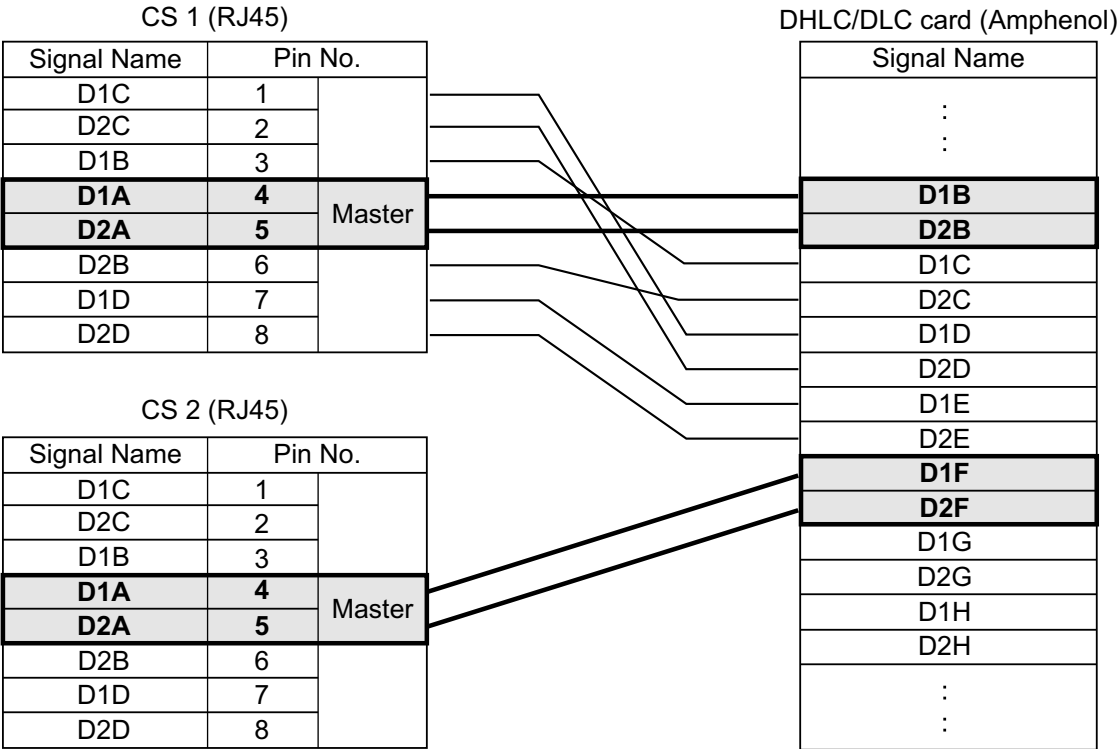 CS 1 (RJ45)
Signal Name Pin No.
D1C 1
D2C 2
D1B 3
D1A 4
Master
D2A 5
D2B 6
D1D 7
D2D 8
CS 2 (RJ45)
Signal Name Pin No.
D1C 1
D2C 2
D1B 3
D1A 4
Master
D2A 5
D2B 6
D1D 7
D2D 8
DHLC/DLC card (Amphenol)
Signal Name
:
:
D1B
D2B
D1C
D2C
D1D
D2D
D1E
D2E
D1F
D2F
D1G
D2G
D1H
D2H
:
: